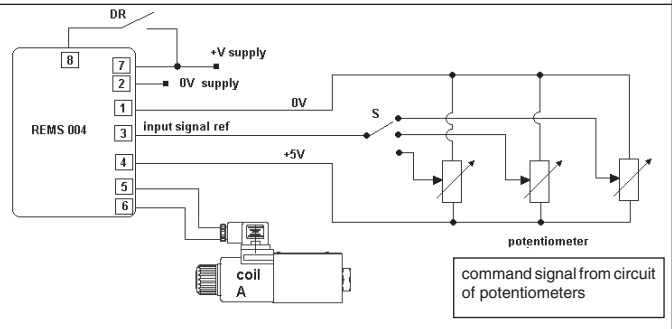 DR
8
+V supply
7
2
0V supply
1
0V
REMS 004
3
input signal ref
S
4
+5V
5
6
potentiometer
coil
A
command signal from circuit
of potentiometers